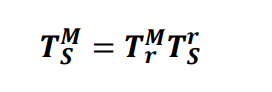 T_S^M = T_r^M T_S^r